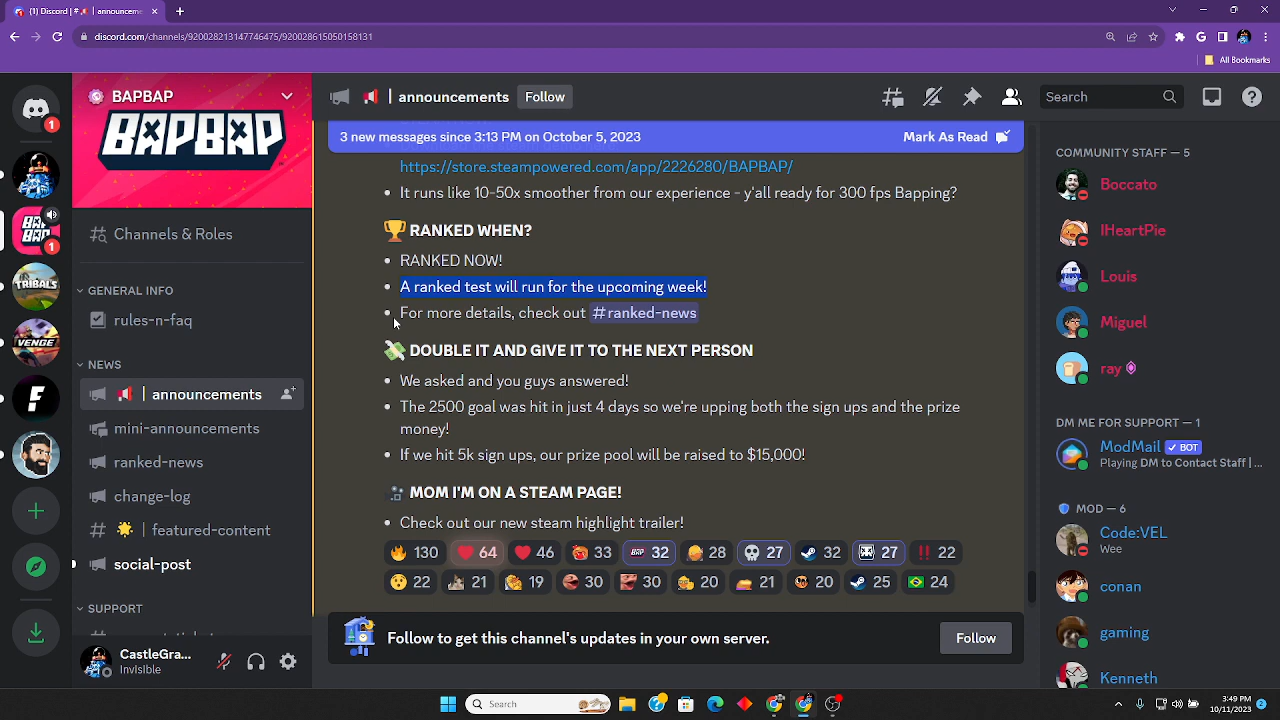 (1) Discord | # | announceme
discord.com/channels/920028213147746475/920028615050158131
All Bookmarks
BAPBAP
BAPBAP
Channels & Roles
GENERAL INFO
rules-n-faq
NEWS
| announcements
mini-announcements
ranked-news
change-log
| featured-content
social-post
SUPPORT
CastleGra...
Invisible
TRIBALS
VENGE
BAP
BAP
1
1
| announcements
Follow
Search
3 new messages since 3:13 PM on October 5, 2023
Mark As Read
https://store.steampowered.com/app/2226280/BAPBAP/
• It runs like 10-50x smoother from our experience - y'all ready for 300 fps Bapping?
RANKED WHEN?
• RANKED NOW!
• A ranked test will run for the upcoming week!
• For more details, check out #ranked-news
DOUBLE IT AND GIVE IT TO THE NEXT PERSON
• We asked and you guys answered!
• The 2500 goal was hit in just 4 days so we're upping both the sign ups and the prize
money!
• If we hit 5k sign ups, our prize pool will be raised to $15,000!
MOM I'M ON A STEAM PAGE!
• Check out our new steam highlight trailer!
130 64 46 33 32 28 27 32 27 22
22 21 19 30 30 20 21 20 25 24
Follow to get this channel's updates in your own server.
Follow
COMMUNITY STAFF — 5
Boccato
IHeartPie
Louis
Miguel
ray
DM ME FOR SUPPORT — 1
ModMail ✓ BOT
Playing DM to Contact Staff | ...
MOD — 6
Code:VEL
Wee
conan
gaming
Kenneth
Search
3:49 PM
10/11/2023
2